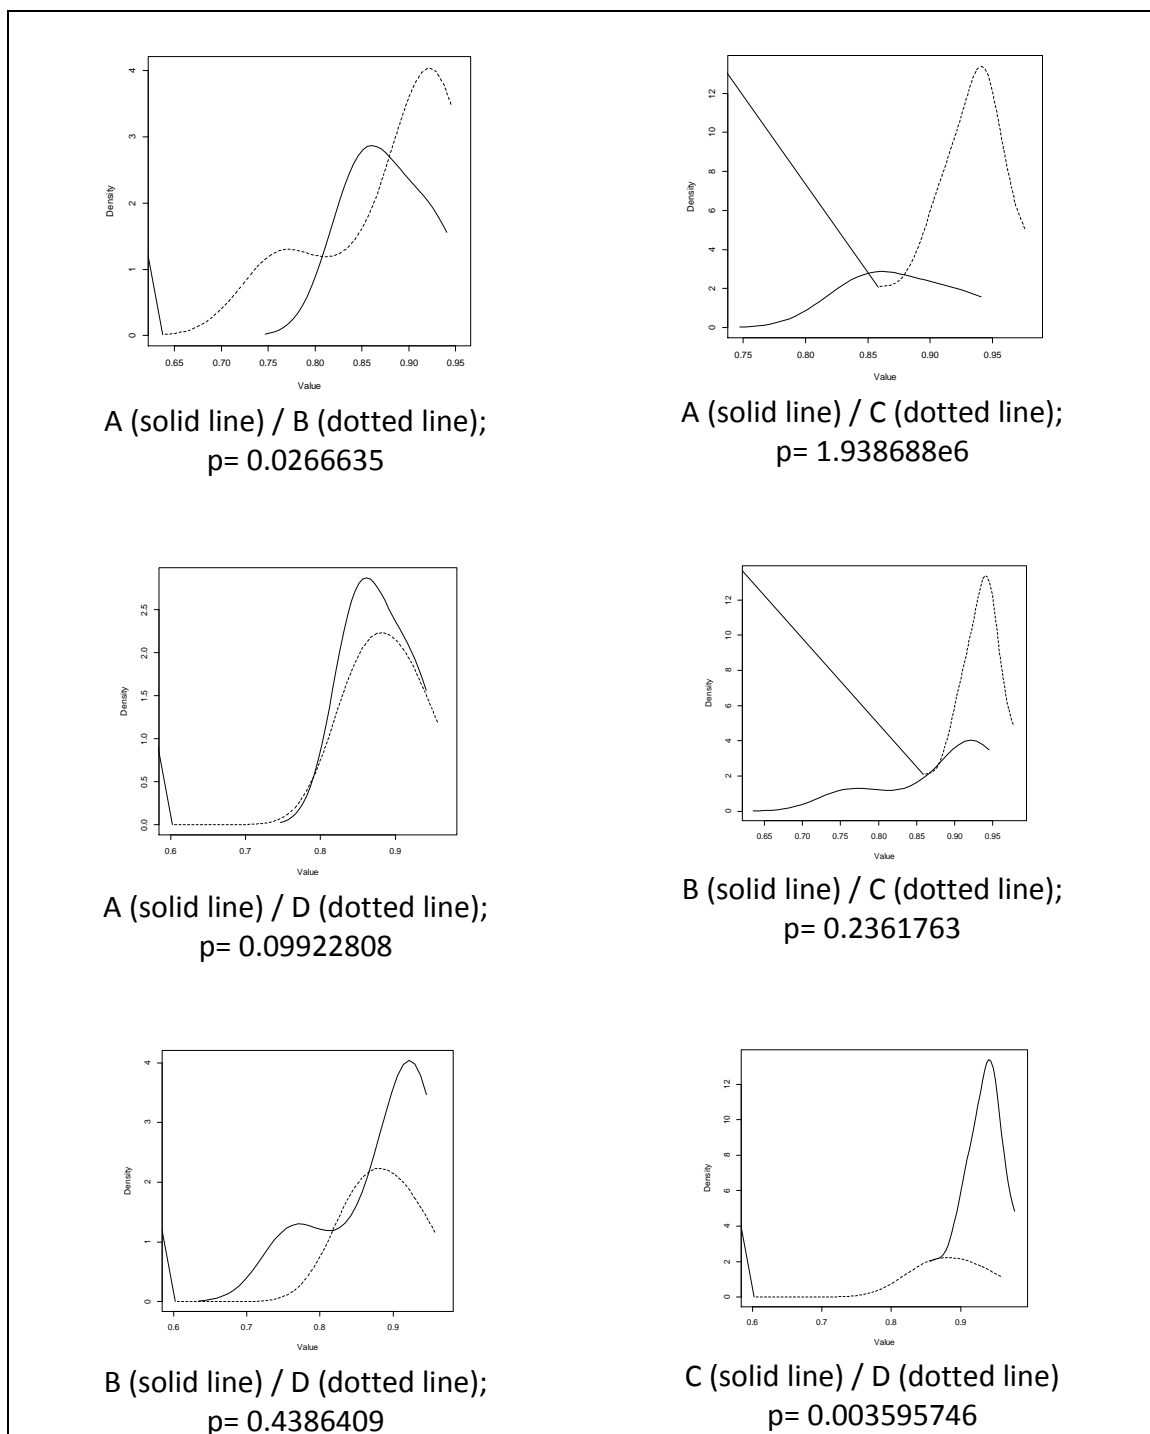 4
3
2
1
0
Density
0.65 0.70 0.75 0.80 0.85 0.90 0.95
Value
A (solid line) / B (dotted line);
p= 0.0266635
12
10
8
6
4
2
0
Density
0.75 0.80 0.85 0.90 0.95
Value
A (solid line) / C (dotted line);
p= 1.938688e6
2.5
2.0
1.5
1.0
0.5
0.0
Density
0.6 0.7 0.8 0.9
Value
A (solid line) / D (dotted line);
p= 0.09922808
12
10
8
6
4
2
0
Density
0.65 0.70 0.75 0.80 0.85 0.90 0.95
Value
B (solid line) / C (dotted line);
p= 0.2361763
4
3
2
1
0
Density
0.6 0.7 0.8 0.9
Value
B (solid line) / D (dotted line);
p= 0.4386409
12
10
8
6
4
2
0
Density
0.6 0.7 0.8 0.9
Value
C (solid line) / D (dotted line)
p= 0.003595746